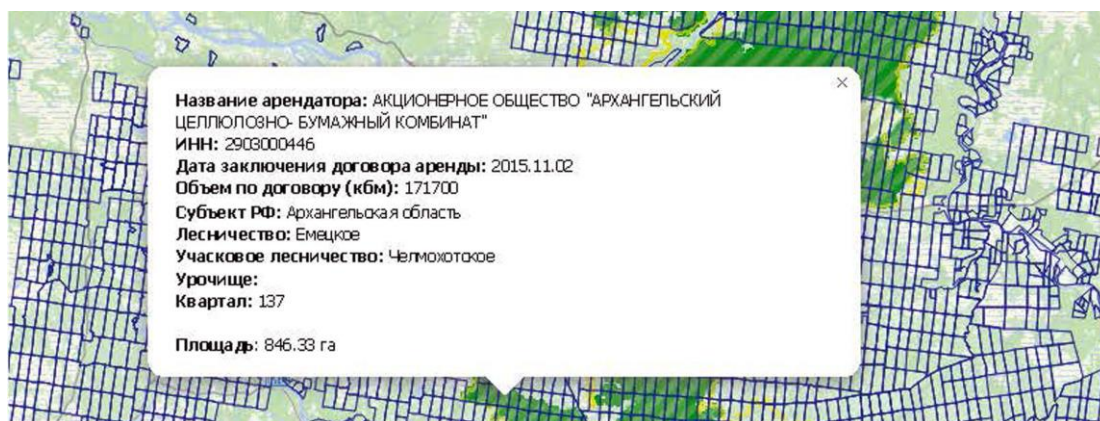 Название арендатора: АКЦИОНЕРНОЕ ОБЩЕСТВО "АРХАНГЕЛЬСКИЙ
ЦЕЛЛЮЛОЗНО- БУМАЖНЫЙ КОМБИНАТ"
ИНН: 2903000446
Дата заключения договора аренды: 2015.11.02
Объем по договору (кбм): 171700
Субъект РФ: Архангельская область
Лесничество: Емецкое
Учасковое лесничество: Челмохотское
Урочище:
Квартал: 137
Площадь: 846.33 га